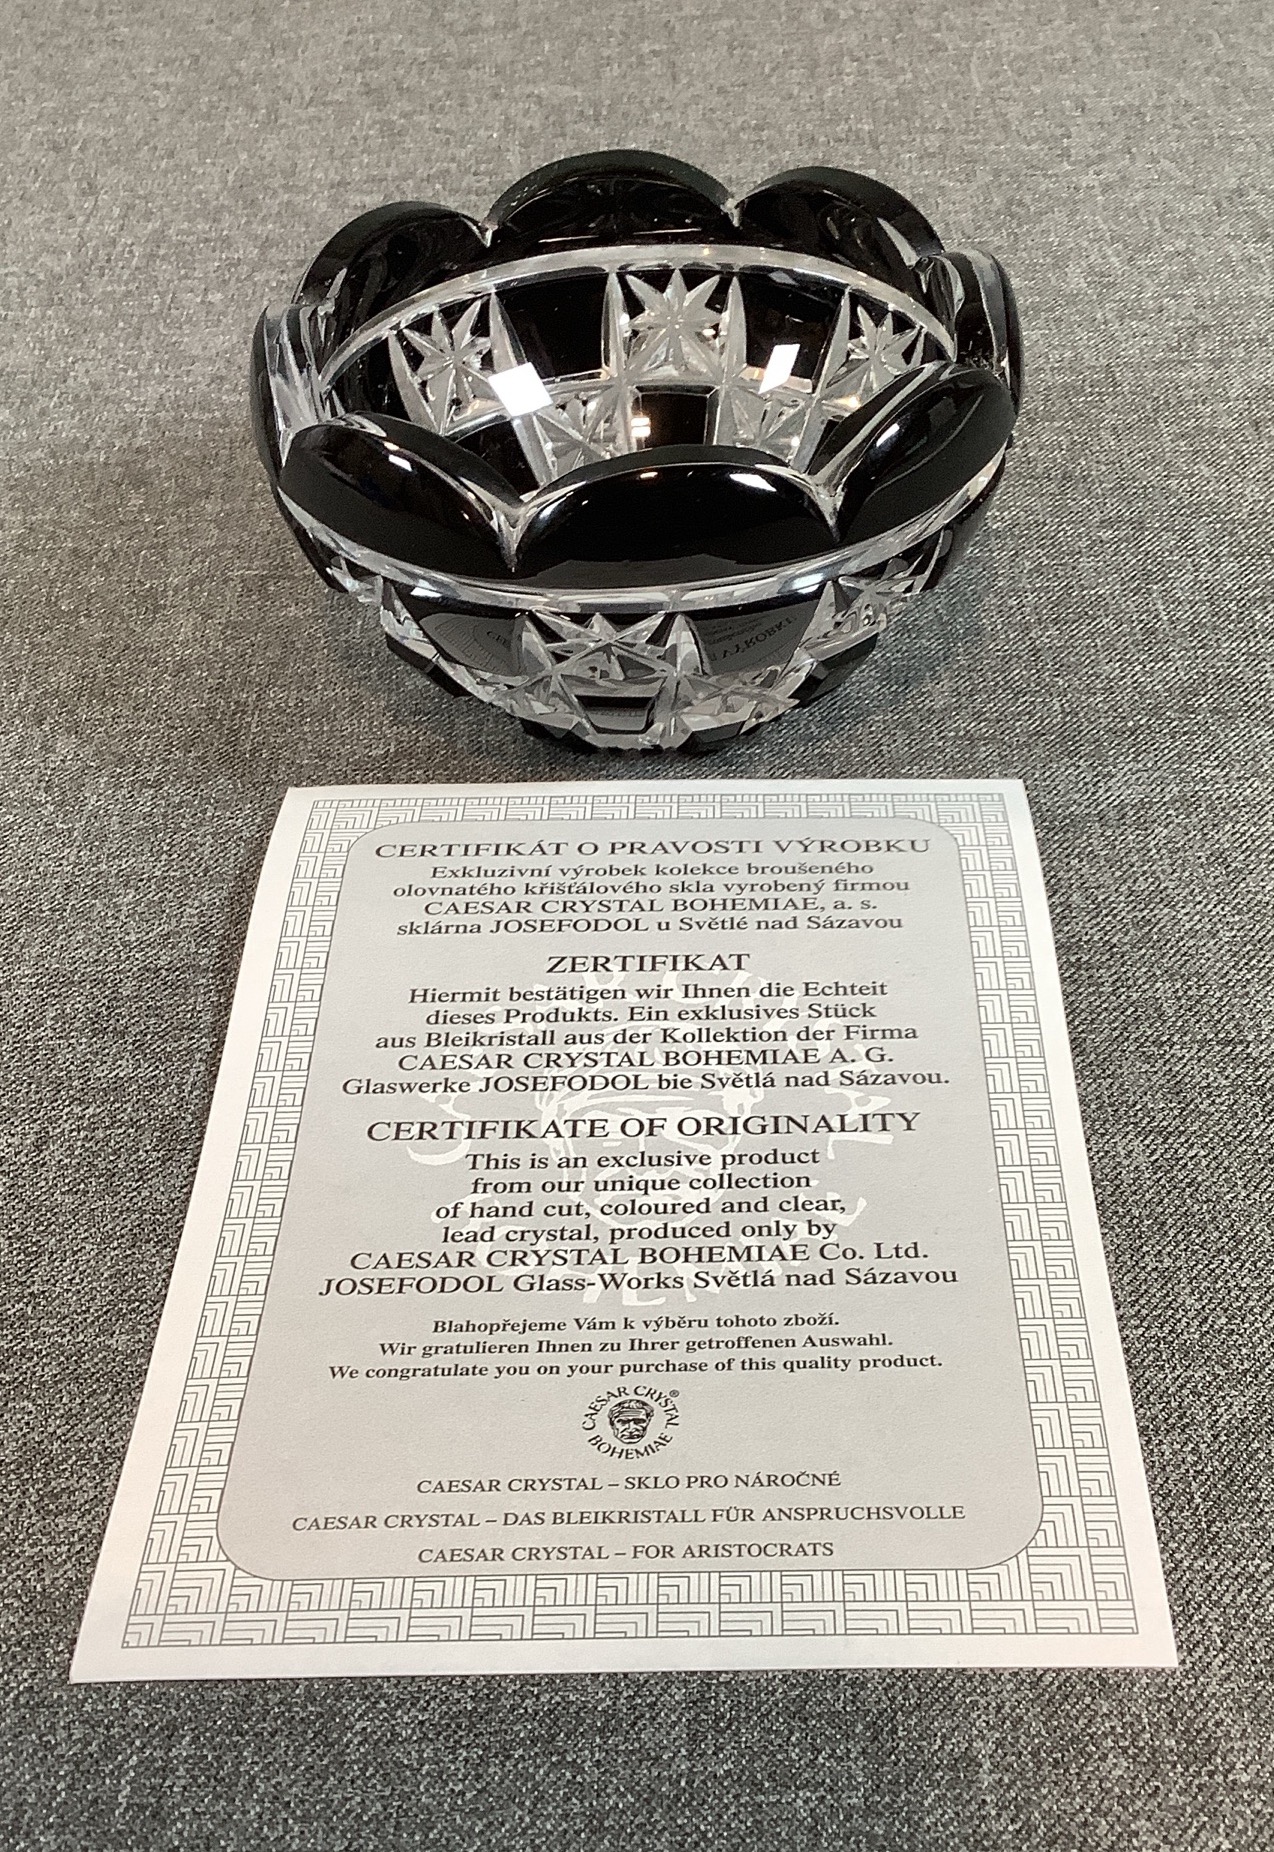 CERTIFIKÁT O PRAVOSTI VÝROBKU
Exkluzivní výrobek kolekce broušeného
olovnatého křišťálového skla vyrobený firmou
CAESAR CRYSTAL BOHEMIAE, a. s.
sklárna JOSEFODOL u Světlé nad Sázavou
ZERTIFIKAT
Hiermit bestätigen wir Ihnen die Echteit
dieses Produkts. Ein exklusives Stück
aus Bleikristall aus der Kollektion der Firma
CAESAR CRYSTAL BOHEMIAE A. G.
Glaswerke JOSEFODOL bie Světlá nad Sázavou.
CERTIFIKATE OF ORIGINALITY
This is an exclusive product
from our unique collection
of hand cut, coloured and clear,
lead crystal, produced only by
CAESAR CRYSTAL BOHEMIAE Co. Ltd.
JOSEFODOL Glass-Works Světlá nad Sázavou
Blahopřejeme Vám k výběru tohoto zboží.
Wir gratulieren Ihnen zu Ihrer getroffenen Auswahl.
We congratulate you on your purchase of this quality product.
CAESAR CRYSTAL®
BOHEMIAE
CAESAR CRYSTAL – SKLO PRO NÁROČNÉ
CAESAR CRYSTAL – DAS BLEIKRISTALL FÜR ANSPRUCHSVOLLE
CAESAR CRYSTAL – FOR ARISTOCRATS